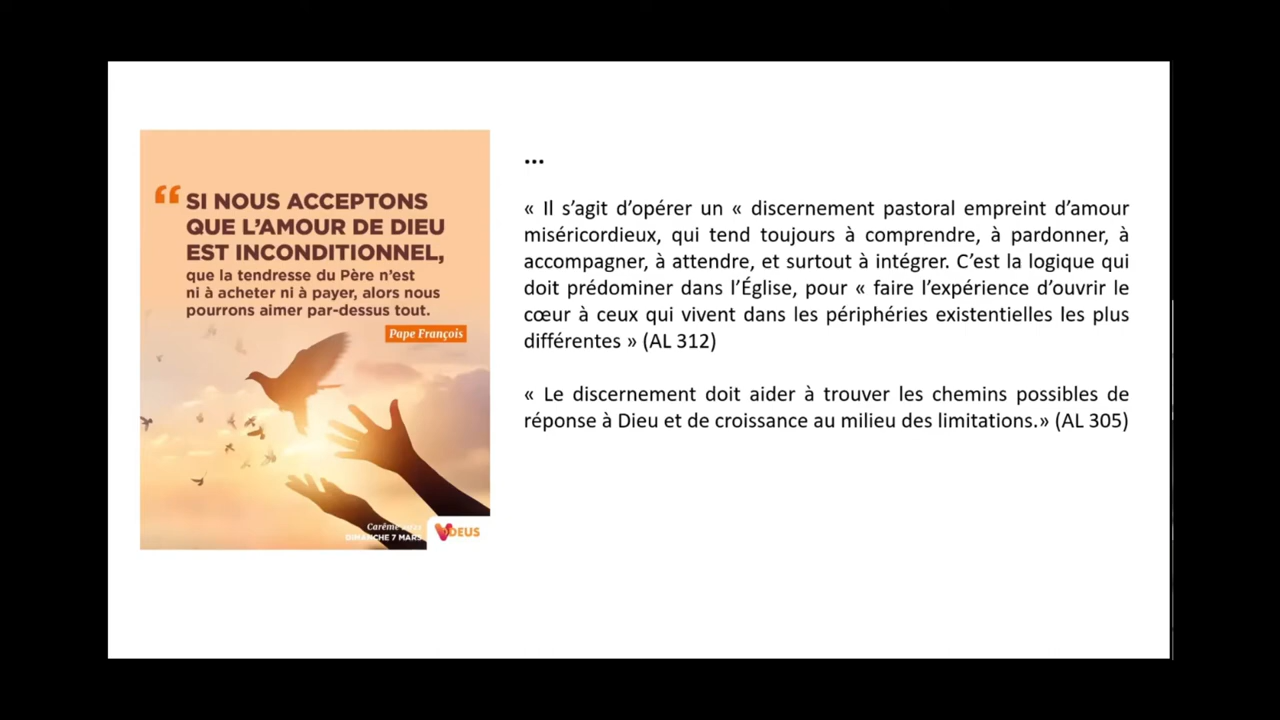 “ SI NOUS ACCEPTONS
QUE L’AMOUR DE DIEU
EST INCONDITIONNEL,
que la tendresse du Père n’est
ni à acheter ni à payer, alors nous
pourrons aimer par-dessus tout.
Pape François
Carême
DIMANCHE 7 MARS
DEUS
...
« Il s’agit d’opérer un « discernement pastoral empreint d’amour
miséricordieux, qui tend toujours à comprendre, à pardonner, à
accompagner, à attendre, et surtout à intégrer. C’est la logique qui
doit prédominer dans l’Église, pour « faire l’expérience d’ouvrir le
cœur à ceux qui vivent dans les périphéries existentielles les plus
différentes » (AL 312)
« Le discernement doit aider à trouver les chemins possibles de
réponse à Dieu et de croissance au milieu des limitations.» (AL 305)